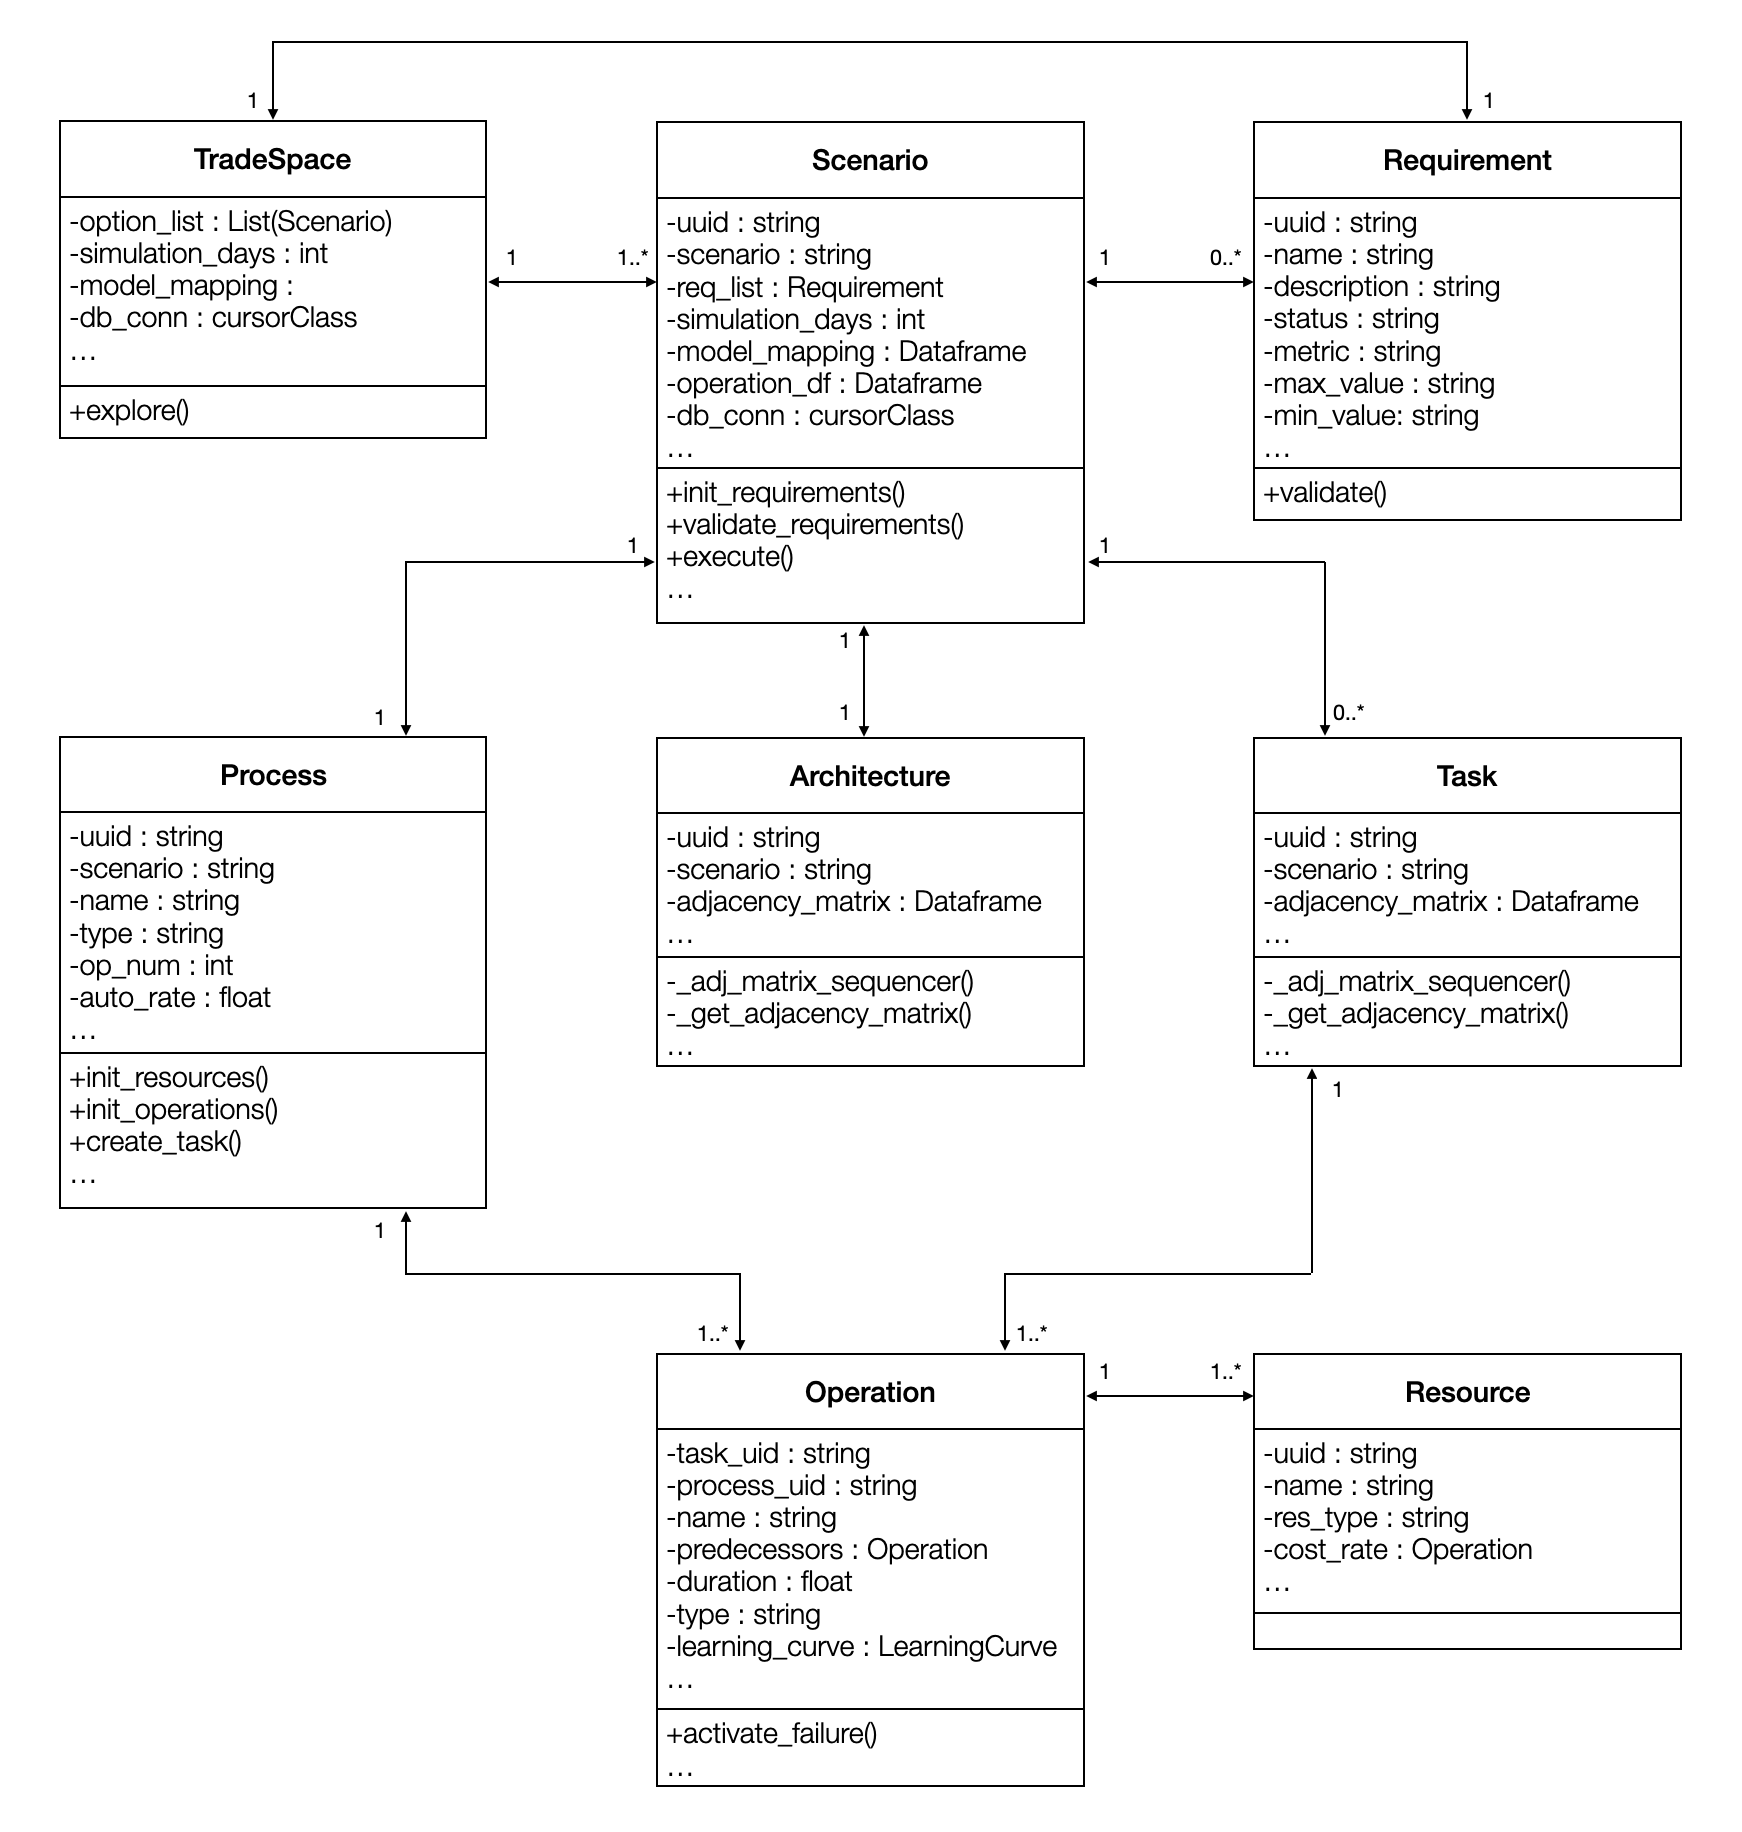 1
1
TradeSpace
-option_list : List(Scenario)
-simulation_days : int
-model_mapping :
-db_conn : cursorClass
…
+explore()
1
1..*
Scenario
-uuid : string
-scenario : string
-req_list : Requirement
-simulation_days : int
-model_mapping : Dataframe
-operation_df : Dataframe
-db_conn : cursorClass
…
+init_requirements()
+validate_requirements()
+execute()
…
1
0..*
Requirement
-uuid : string
-name : string
-description : string
-status : string
-metric : string
-max_value : string
-min_value: string
…
+validate()
1
1
1
1
1
0..*
Process
-uuid : string
-scenario : string
-name : string
-type : string
-op_num : int
-auto_rate : float
…
+init_resources()
+init_operations()
+create_task()
…
Architecture
-uuid : string
-scenario : string
-adjacency_matrix : Dataframe
…
-_adj_matrix_sequencer()
-_get_adjacency_matrix()
…
Task
-uuid : string
-scenario : string
-adjacency_matrix : Dataframe
…
-_adj_matrix_sequencer()
-_get_adjacency_matrix()
…
1
1
1..*
1..*
Operation
-task_uid : string
-process_uid : string
-name : string
-predecessors : Operation
-duration : float
-type : string
-learning_curve : LearningCurve
…
+activate_failure()
…
1
1..*
Resource
-uuid : string
-name : string
-res_type : string
-cost_rate : Operation
…